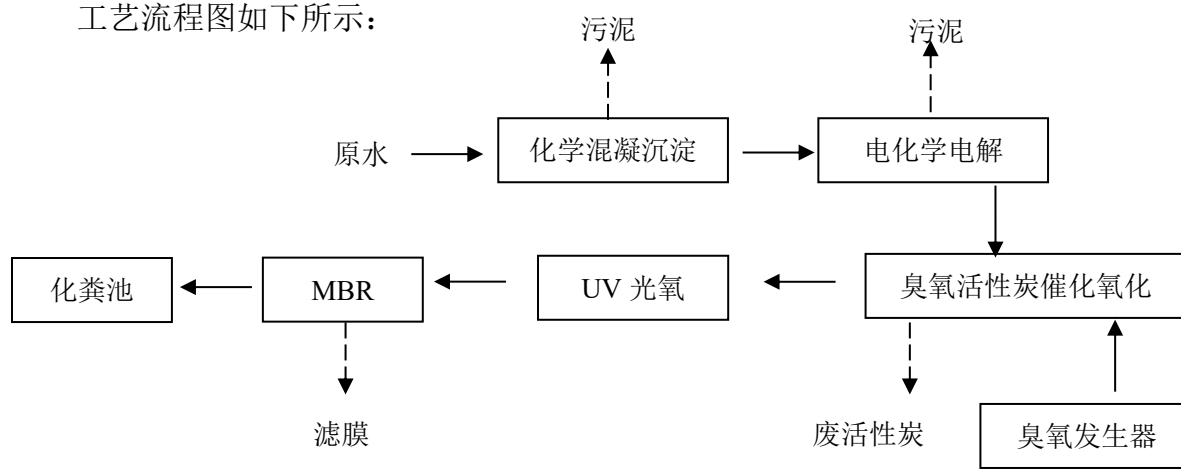 工艺流程图如下所示：
污泥 污泥
原水 化学混凝沉淀 电化学电解
化粪池 MBR UV 光氧 臭氧活性炭催化氧化
滤膜 废活性炭 臭氧发生器